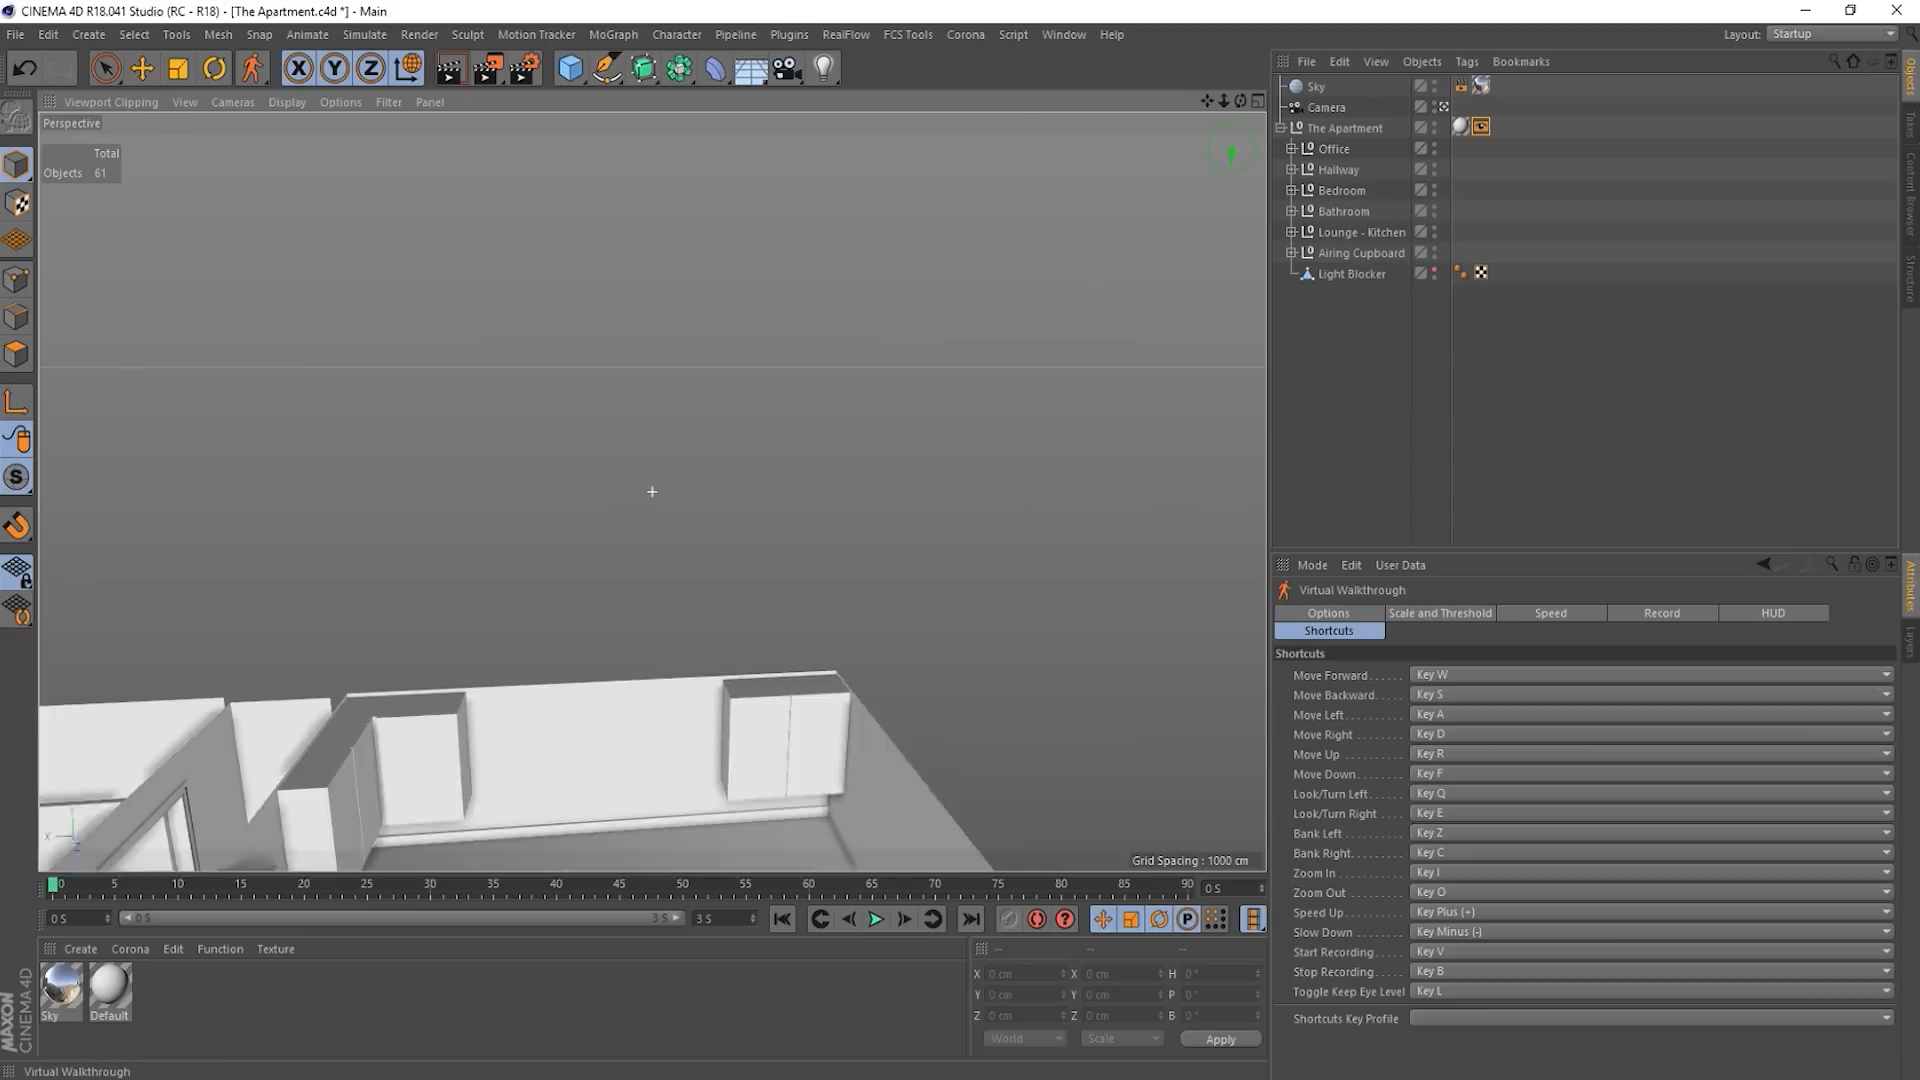 CINEMA 4D R18.041 Studio (RC - R18) - [The Apartment.c4d *] - Main
File Edit Create Select Tools Mesh Snap Animate Simulate Render Sculpt Motion Tracker MoGraph Character Pipeline Plugins RealFlow FCS Tools Corona Script Window Help Layout: Startup
X Y Z
Viewport Clipping View Cameras Display Options Filter Panel
Perspective
Total
Objects 61
Grid Spacing : 1000 cm
0 5 10 15 20 25 30 35 40 45 50 55 60 65 70 75 80 85 90 0 S
0 S 0 S 3 S 3 S
Create Corona Edit Function Texture
Sky Default
-- -- --
X 0 cm X 0 cm H 0 °
Y 0 cm Y 0 cm P 0 °
Z 0 cm Z 0 cm B 0 °
World Scale Apply
MAXON
CINEMA 4D
Virtual Walkthrough
File Edit View Objects Tags Bookmarks
Sky
Camera
The Apartment
Office
Hallway
Bedroom
Bathroom
Lounge - Kitchen
Airing Cupboard
Light Blocker
Objects
Takes
Content Browser
Structure
Mode Edit User Data
Virtual Walkthrough
Options Scale and Threshold Speed Record HUD
Shortcuts
Shortcuts
Move Forward . . . . . . Key W
Move Backward. . . . . Key S
Move Left . . . . . . . . . . Key A
Move Right . . . . . . . . . Key D
Move Up . . . . . . . . . . . Key R
Move Down . . . . . . . . Key F
Look/Turn Left. . . . . . Key Q
Look/Turn Right . . . . Key E
Bank Left . . . . . . . . . . Key Z
Bank Right. . . . . . . . . Key C
Zoom In . . . . . . . . . . . Key I
Zoom Out . . . . . . . . . Key O
Speed Up. . . . . . . . . . Key Plus (+)
Slow Down . . . . . . . . Key Minus (-)
Start Recording. . . . . Key V
Stop Recording. . . . . Key B
Toggle Keep Eye Level Key L
Shortcuts Key Profile
Attributes
Layers